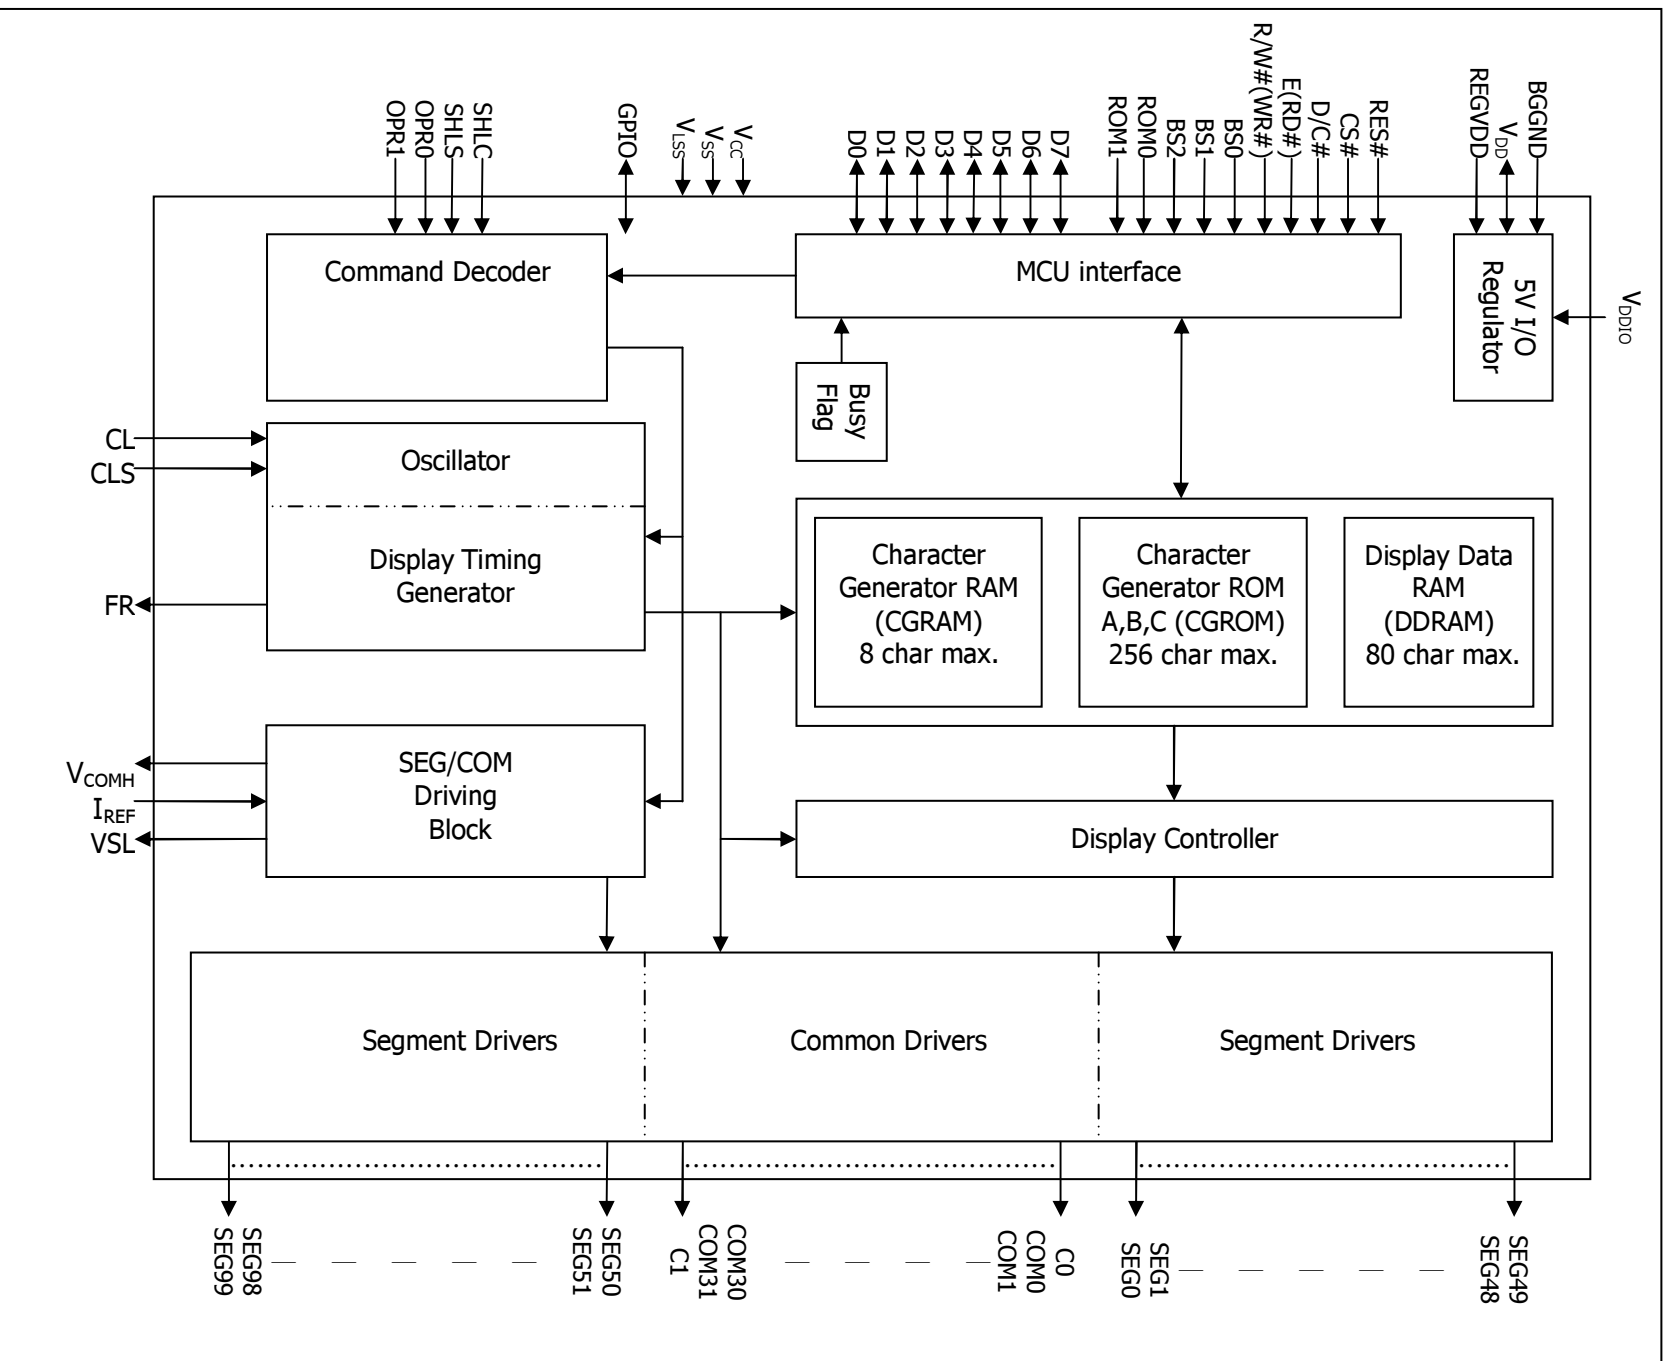 OPR1
OPR0
SHLS
SHLC
GPIO
VLSS
VSS
VCC
D0
D1
D2
D3
D4
D5
D6
D7
ROM1
ROM0
BS2
BS1
BS0
R/W#(WR#)
E(RD#)
D/C#
CS#
RES#
REGVDD
VDD
BGGND
Command Decoder
MCU interface
5V I/O
Regulator
VDDIO
Busy
Flag
CL
CLS
Oscillator
Display Timing
Generator
FR
Character
Generator RAM
(CGRAM)
8 char max.
Character
Generator ROM
A,B,C (CGROM)
256 char max.
Display Data
RAM
(DDRAM)
80 char max.
VCOMH
IREF
VSL
SEG/COM
Driving
Block
Display Controller
Segment Drivers
Common Drivers
Segment Drivers
SEG99
SEG98
SEG51
SEG50
C1
COM31
COM30
COM1
COM0
C0
SEG0
SEG1
SEG48
SEG49